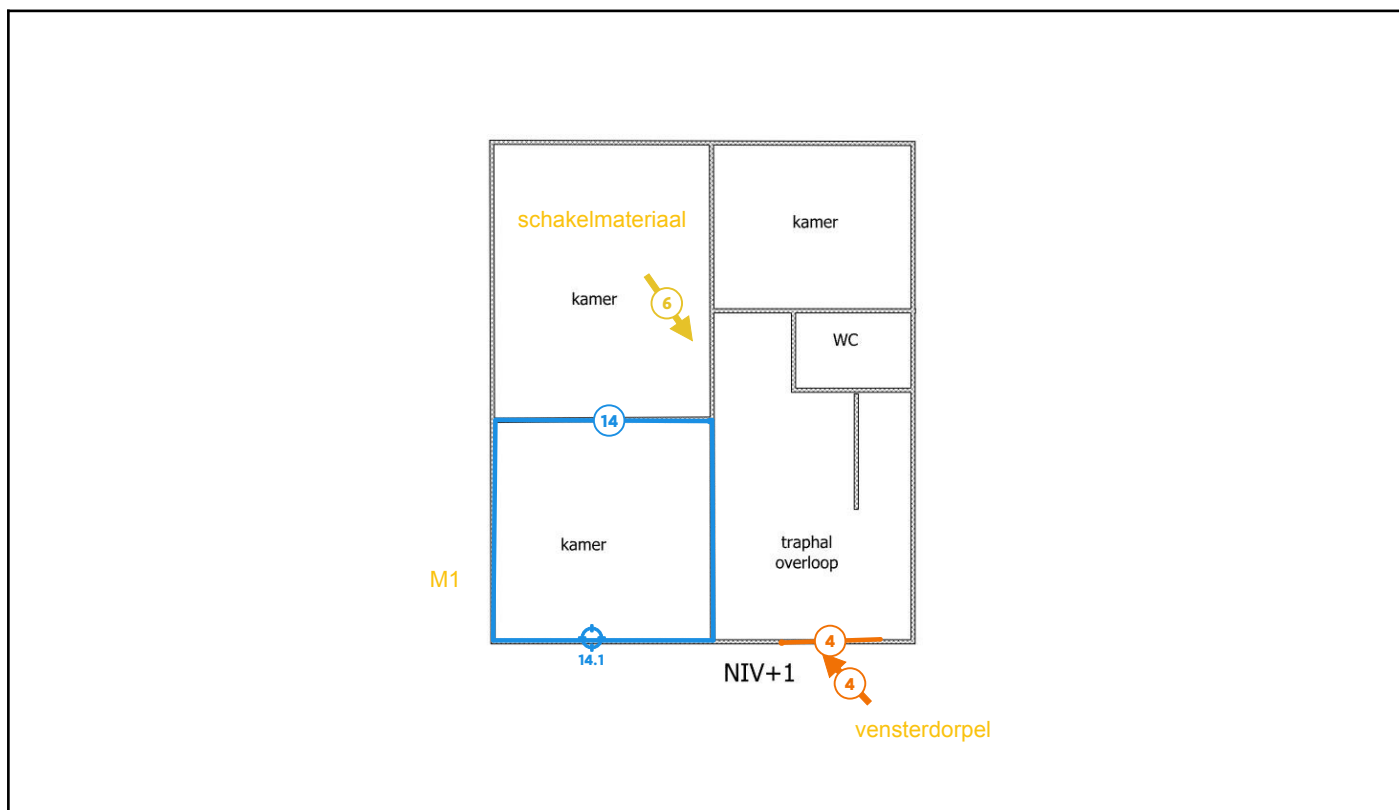 schakelmateriaal
kamer
kamer
6
WC
14
kamer
traphal
overloop
M1
14.1
4
NIV+1
4
vensterdorpel